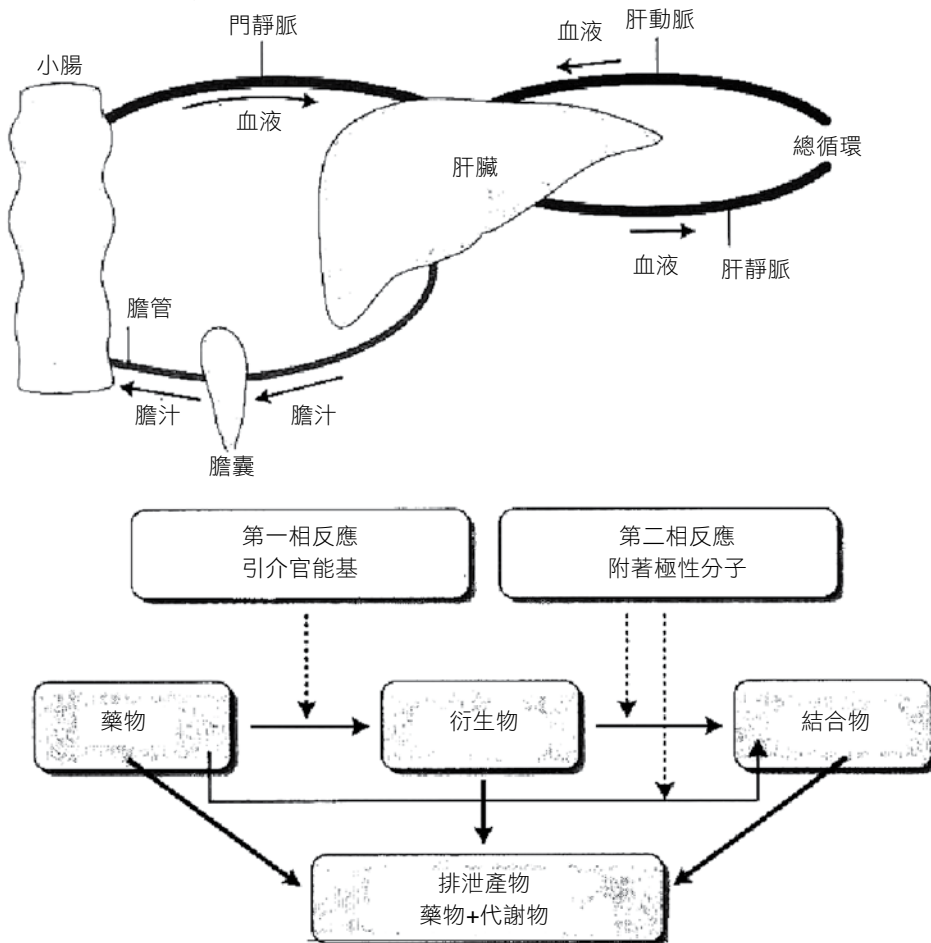 門靜脈
血液
肝動脈
小腸
血液
總循環
肝臟
血液
肝靜脈
膽管
膽汁
膽汁
膽囊
第一相反應
引介官能基
第二相反應
附著極性分子
藥物
衍生物
結合物
排泄產物
藥物+代謝物